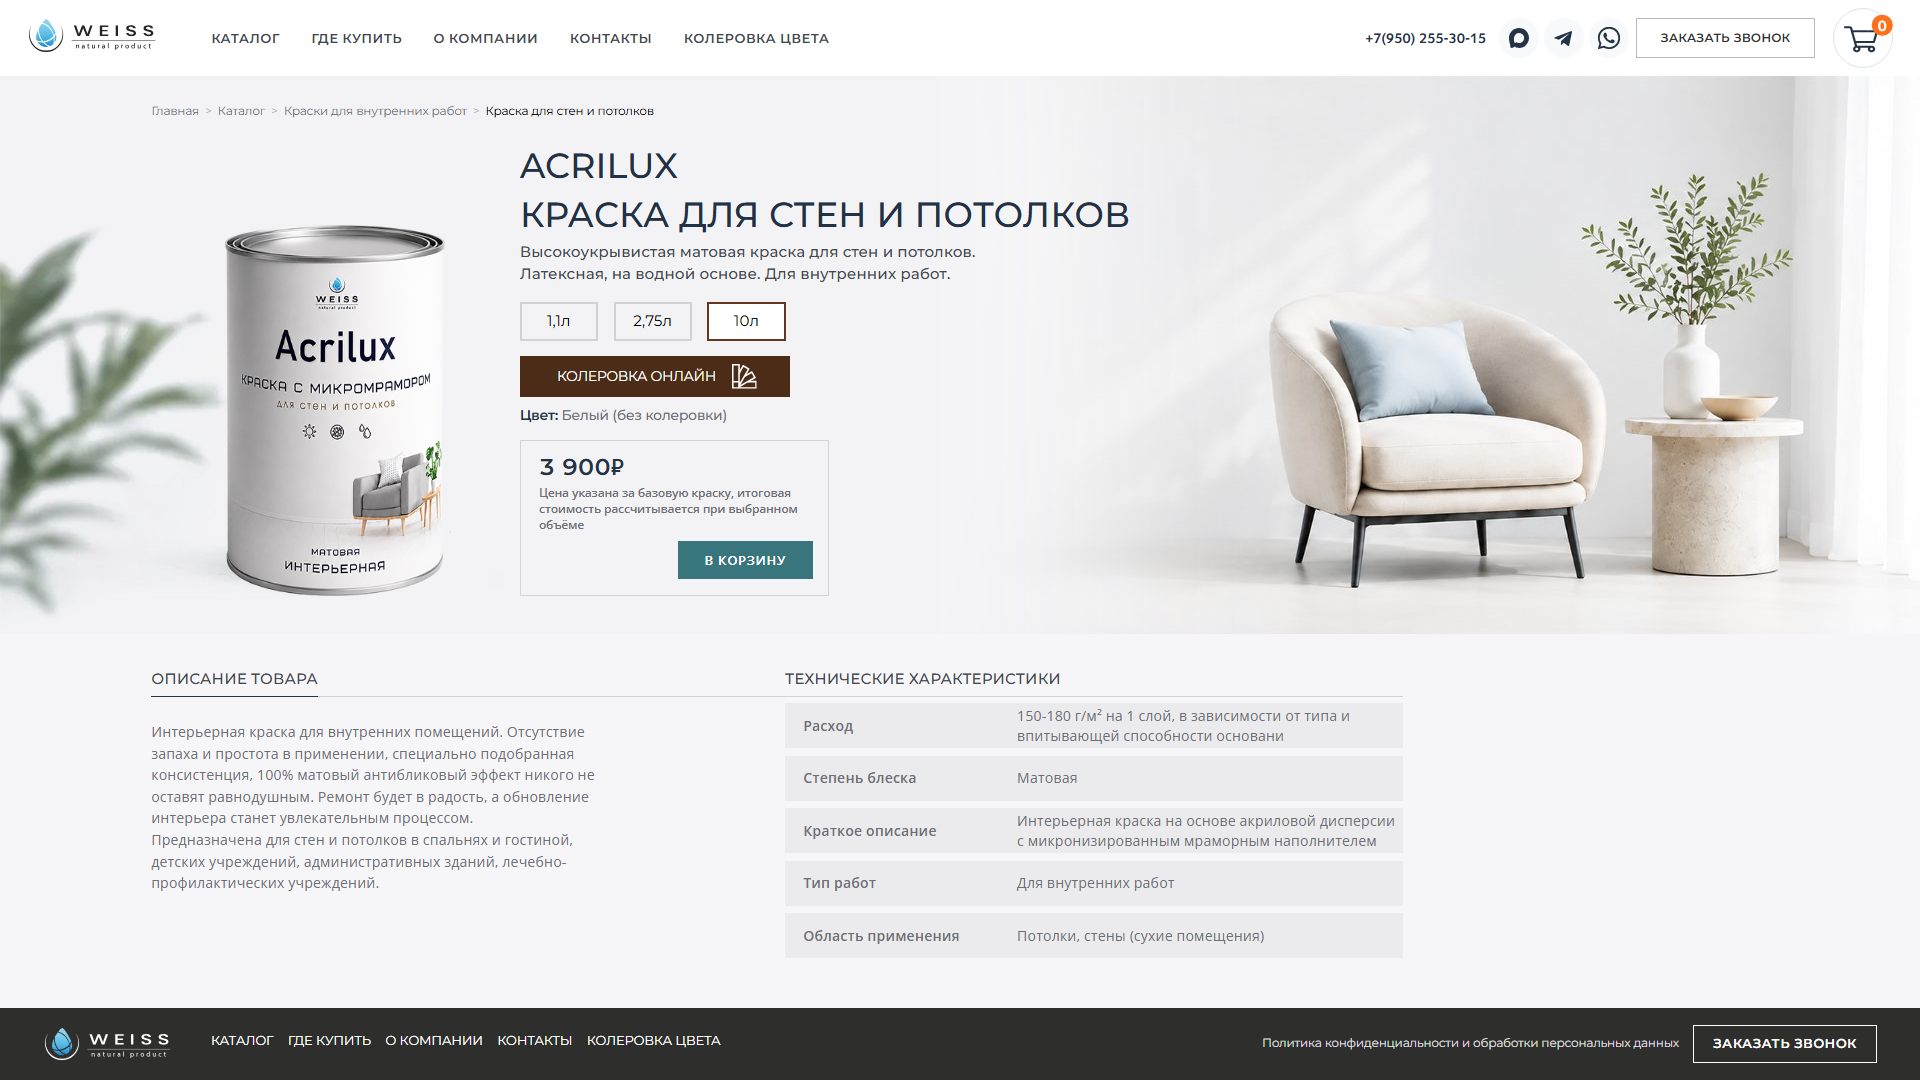 WEISS
natural product
КАТАЛОГ
ГДЕ КУПИТЬ
О КОМПАНИИ
КОНТАКТЫ
КОЛЕРОВКА ЦВЕТА
+7(950) 255-30-15
ЗАКАЗАТЬ ЗВОНОК
0
Главная > Каталог > Краски для внутренних работ > Краска для стен и потолков
ACRILUX
КРАСКА ДЛЯ СТЕН И ПОТОЛКОВ
Высокоукрывистая матовая краска для стен и потолков.
Латексная, на водной основе. Для внутренних работ.
1,1л
2,75л
10л
КОЛЕРОВКА ОНЛАЙН
Цвет: Белый (без колеровки)
3 900₽
Цена указана за базовую краску, итоговая
стоимость рассчитывается при выбранном
объёме
В КОРЗИНУ
WEISS
natural product
Acrilux
КРАСКА С МИКРОМРАМОРОМ
ДЛЯ СТЕН И ПОТОЛКОВ
МАТОВАЯ
ИНТЕРЬЕРНАЯ
ОПИСАНИЕ ТОВАРА
Интерьерная краска для внутренних помещений. Отсутствие
запаха и простота в применении, специально подобранная
консистенция, 100% матовый антибликовый эффект никого не
оставят равнодушным. Ремонт будет в радость, а обновление
интерьера станет увлекательным процессом.
Предназначена для стен и потолков в спальнях и гостиной,
детских учреждений, административных зданий, лечебно-
профилактических учреждений.
ТЕХНИЧЕСКИЕ ХАРАКТЕРИСТИКИ
Расход
150-180 г/м² на 1 слой, в зависимости от типа и
впитывающей способности основани
Степень блеска
Матовая
Краткое описание
Интерьерная краска на основе акриловой дисперсии
с микронизированным мраморным наполнителем
Тип работ
Для внутренних работ
Область применения
Потолки, стены (сухие помещения)
WEISS
natural product
КАТАЛОГ
ГДЕ КУПИТЬ
О КОМПАНИИ
КОНТАКТЫ
КОЛЕРОВКА ЦВЕТА
Политика конфиденциальности и обработки персональных данных
ЗАКАЗАТЬ ЗВОНОК